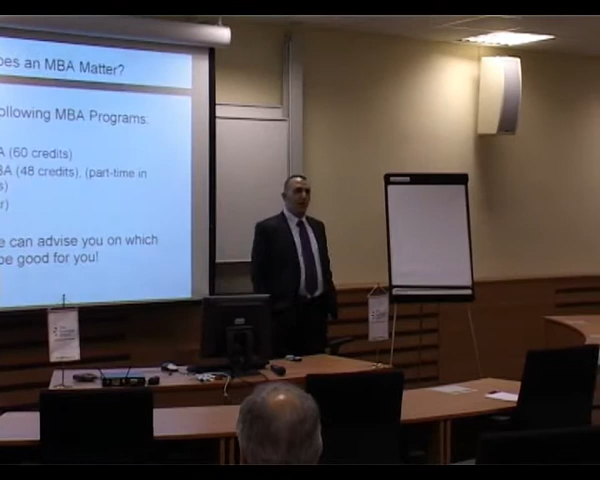 oes an MBA Matter?
ollowing MBA Programs:
A (60 credits)
BA (48 credits), (part-time in
s)
r)
e can advise you on which
be good for you!